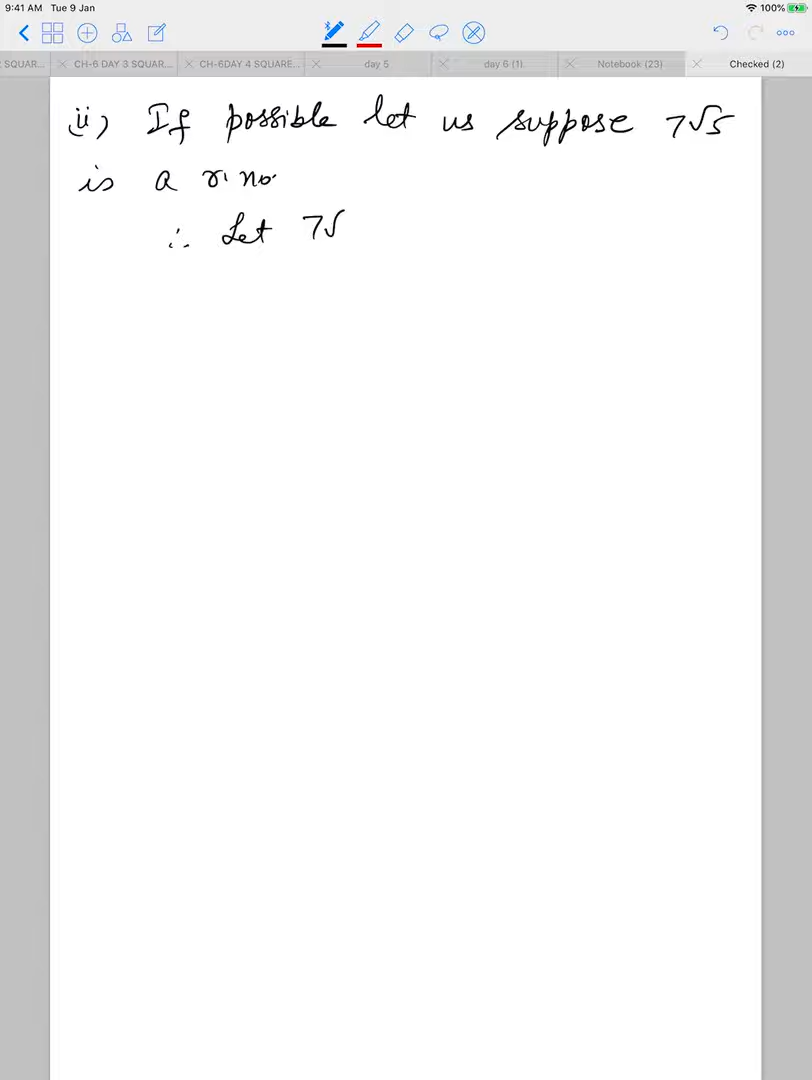 9:41 AM Tue 9 Jan 100%
SQUAR... CH-6 DAY 3 SQUAR... CH-6DAY 4 SQUARE... day 5 day 6 (1) Notebook (23) Checked (2)
(ii) If possible let us suppose 7√5
is a r. no.
∴ Let 7√